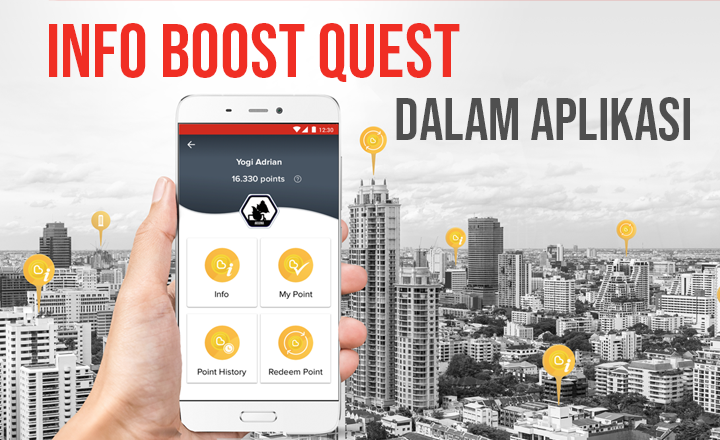 INFO BOOST QUEST
DALAM APLIKASI
12:30
Yogi Adrian
16.330 points
Info
My Point
Point History
Redeem Point